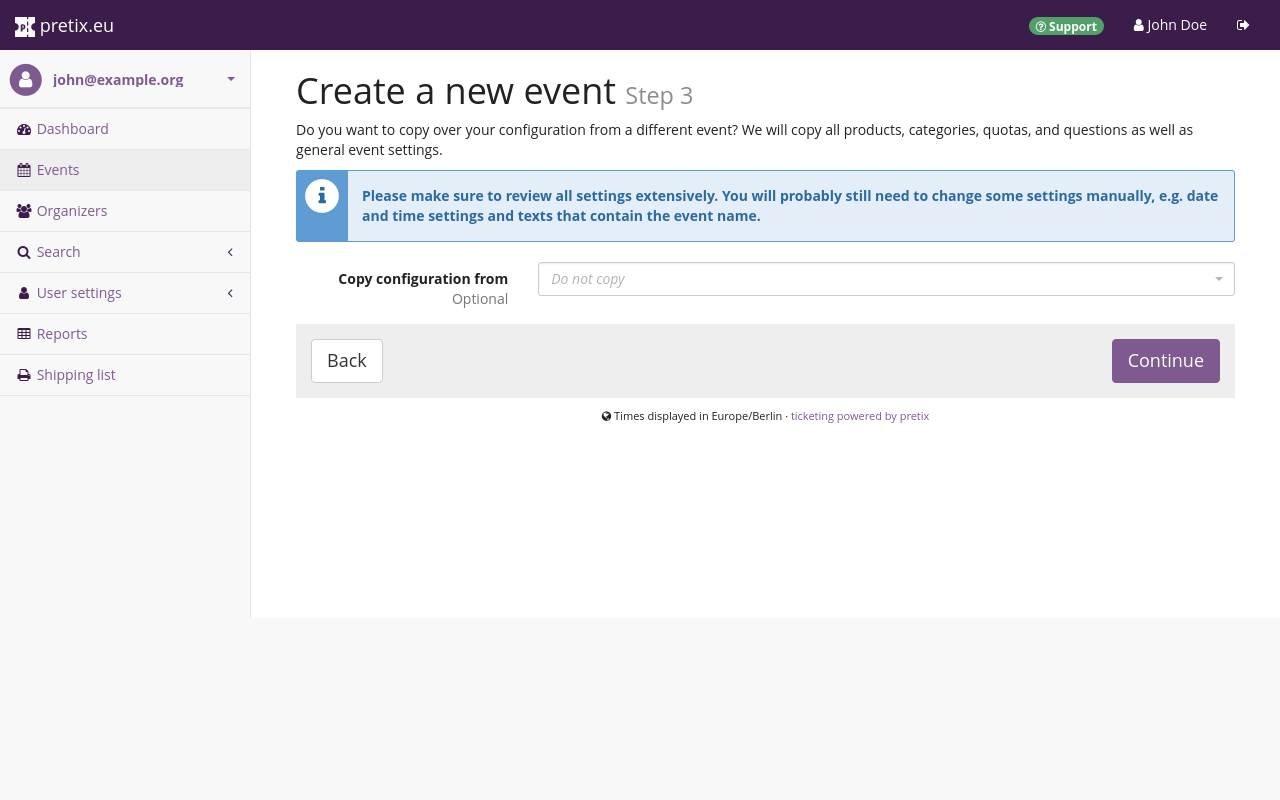 pretix.eu
Support
John Doe
john@example.org
Dashboard
Events
Organizers
Search
User settings
Reports
Shipping list
Create a new event Step 3
Do you want to copy over your configuration from a different event? We will copy all products, categories, quotas, and questions as well as
general event settings.
Please make sure to review all settings extensively. You will probably still need to change some settings manually, e.g. date
and time settings and texts that contain the event name.
Copy configuration from
Optional
Do not copy
Back
Continue
Times displayed in Europe/Berlin · ticketing powered by pretix